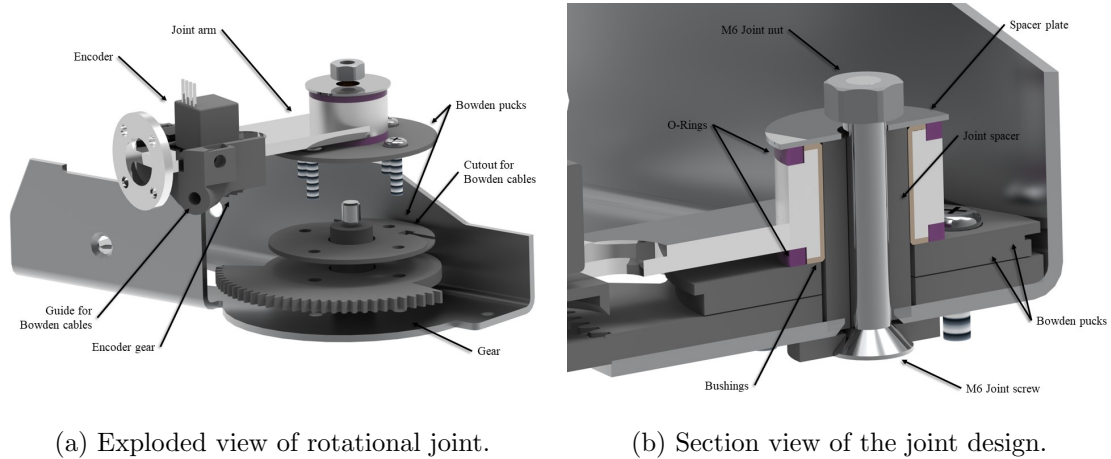 Joint arm
Encoder
Bowden pucks
Cutout for
Bowden cables
Guide for
Bowden cables
Encoder gear
Gear
M6 Joint nut
Spacer plate
O-Rings
Joint spacer
Bowden pucks
Bushings
M6 Joint screw
(a) Exploded view of rotational joint.
(b) Section view of the joint design.